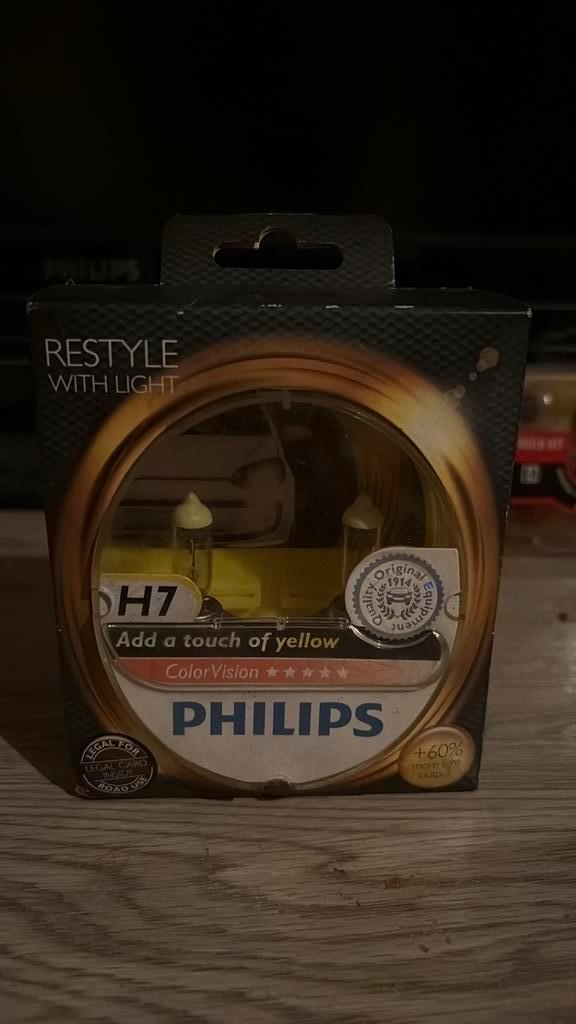 PHILIPS
RESTYLE
WITH LIGHT
Quality Original Equipment
1914
H7
Add a touch of yellow
ColorVision ★★★★★
PHILIPS
LEGAL FOR
LEGAL CARD
INSIDE
ROAD USE
+60%
more light
output